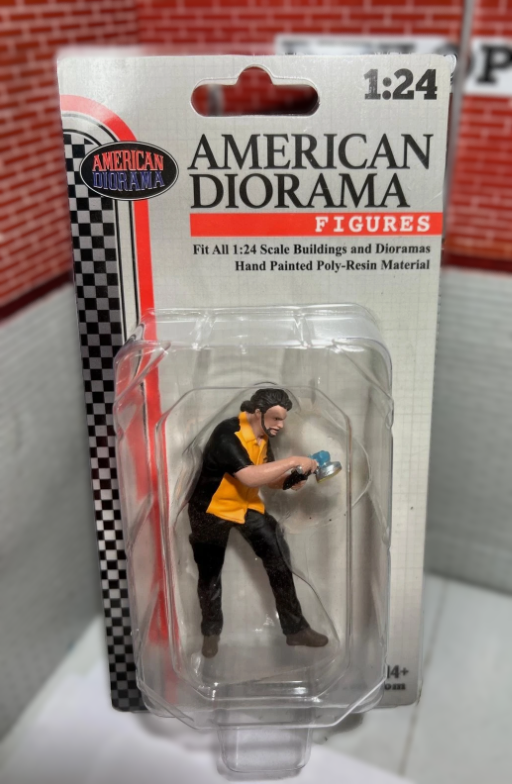 1:24
AMERICAN
DIORAMA
AMERICAN
DIORAMA
FIGURES
Fit All 1:24 Scale Buildings and Dioramas
Hand Painted Poly-Resin Material